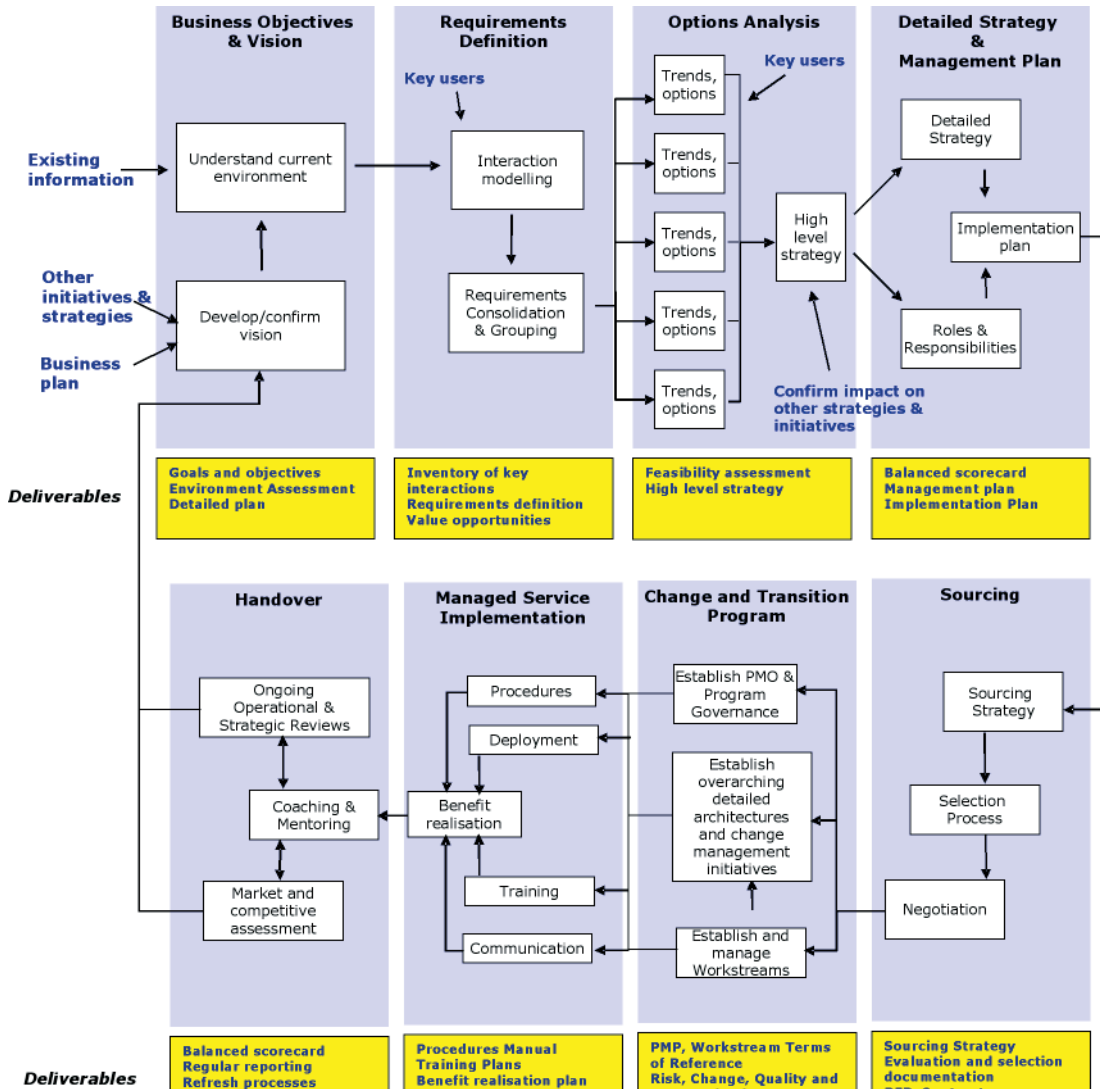 Business Objectives
& Vision
Requirements
Definition
Options Analysis
Detailed Strategy
&
Management Plan
Key users
Trends,
options
Key users
Detailed
Strategy
Existing
information
Understand current
environment
Interaction
modelling
Trends,
options
Trends,
options
High
level
strategy
Implementation
plan
Other
initiatives &
strategies
Develop/confirm
vision
Business
plan
Requirements
Consolidation
& Grouping
Trends,
options
Roles &
Responsibilities
Trends,
options
Confirm impact on
other strategies &
initiatives
Deliverables
Goals and objectives
Environment Assessment
Detailed plan
Inventory of key
interactions
Requirements definition
Value opportunities
Feasibility assessment
High level strategy
Balanced scorecard
Management plan
Implementation Plan
Handover
Managed Service
Implementation
Change and Transition
Program
Sourcing
Ongoing
Operational &
Strategic Reviews
Coaching &
Mentoring
Market and
competitive
assessment
Procedures
Deployment
Benefit
realisation
Training
Communication
Establish PMO &
Program
Governance
Establish
overarching
detailed
architectures
and change
management
initiatives
Establish and
manage
Workstreams
Sourcing
Strategy
Selection
Process
Negotiation
Deliverables
Balanced scorecard
Regular reporting
Refresh processes
Procedures Manual
Training Plans
Benefit realisation plan
PMP, Workstream Terms
of Reference
Risk, Change, Quality and
Sourcing Strategy
Evaluation and selection
documentation